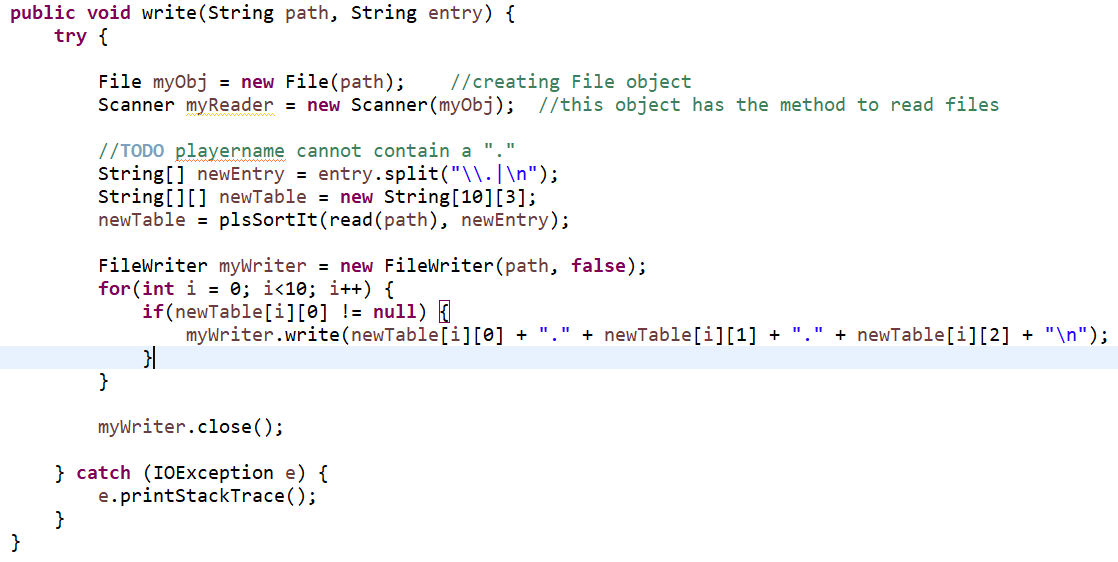 public void write(String path, String entry) {
    try {
        File myObj = new File(path);    //creating File object
        Scanner myReader = new Scanner(myObj);  //this object has the method to read files
        //TODO playername cannot contain a "."
        String[] newEntry = entry.split("\\.|\n");
        String[][] newTable = new String[10][3];
        newTable = plsSortIt(read(path), newEntry);
        FileWriter myWriter = new FileWriter(path, false);
        for(int i = 0; i<10; i++) {
            if(newTable[i][0] != null) {
                myWriter.write(newTable[i][0] + "." + newTable[i][1] + "." + newTable[i][2] + "\n");
            }
        }
        myWriter.close();
    } catch (IOException e) {
        e.printStackTrace();
    }
}